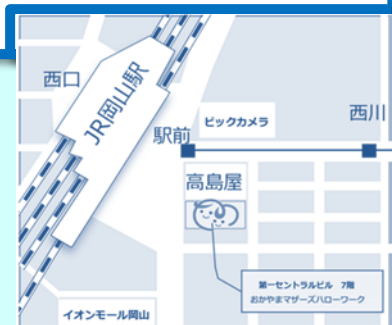 西口
JR岡山駅
駅前
ビックカメラ
西川
高島屋
第一セントラルビル 7階
おかやまマザーズハローワーク
イオンモール岡山